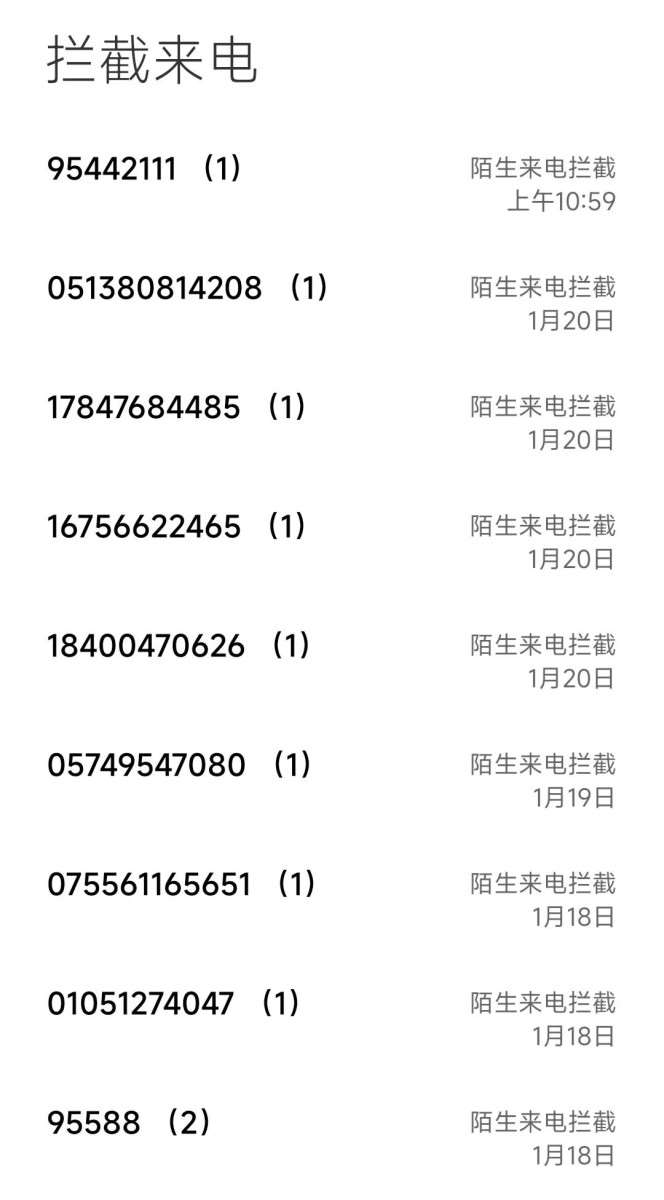 拦截来电
95442111 (1) 陌生来电拦截
上午10:59
051380814208 (1) 陌生来电拦截
1月20日
17847684485 (1) 陌生来电拦截
1月20日
16756622465 (1) 陌生来电拦截
1月20日
18400470626 (1) 陌生来电拦截
1月20日
05749547080 (1) 陌生来电拦截
1月19日
075561165651 (1) 陌生来电拦截
1月18日
01051274047 (1) 陌生来电拦截
1月18日
95588 (2) 陌生来电拦截
1月18日